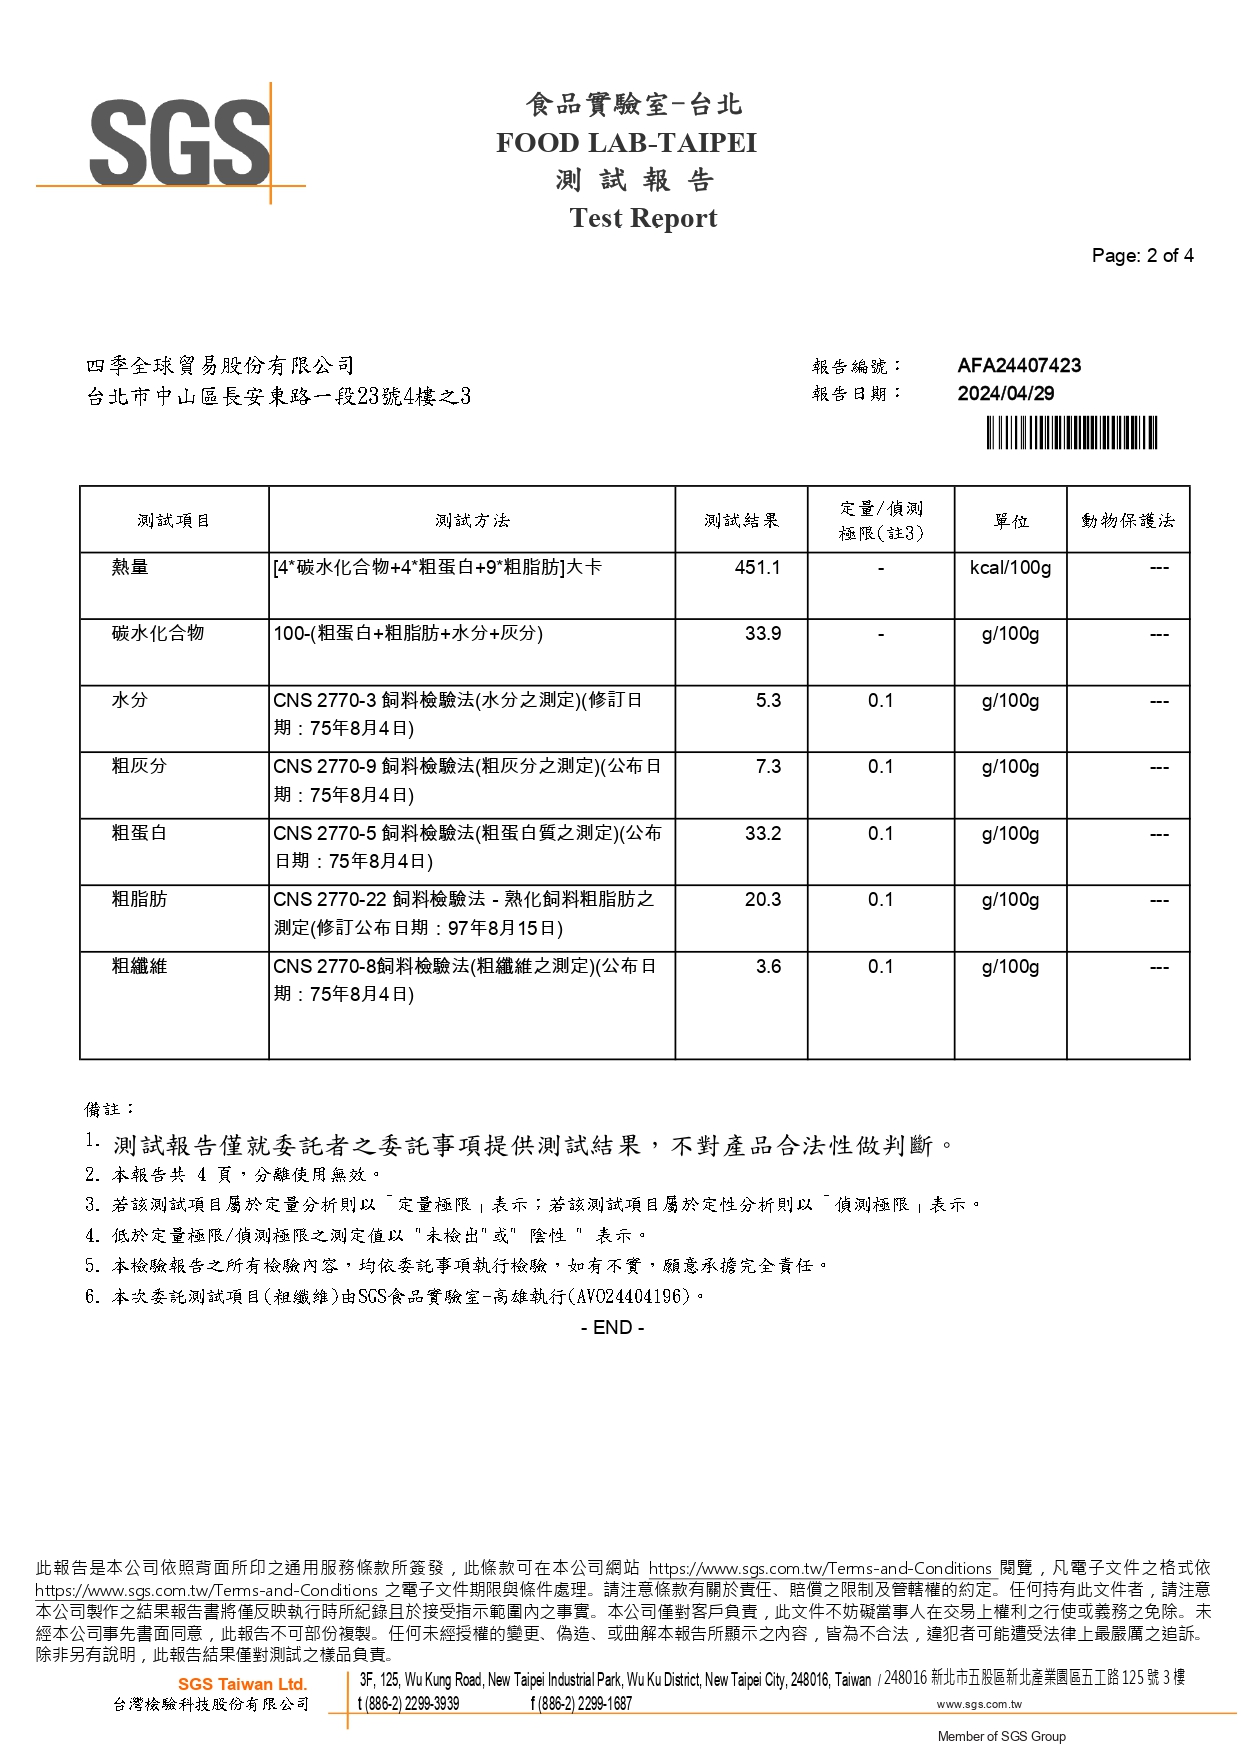 SGS
食品實驗室-台北
FOOD LAB-TAIPEI
測 試 報 告
Test Report
Page: 2 of 4
四季全球貿易股份有限公司
台北市中山區長安東路一段23號4樓之3
報告編號： AFA24407423
報告日期： 2024/04/29
測試項目 測試方法 測試結果 定量/偵測極限(註3) 單位 動物保護法
熱量 [4*碳水化合物+4*粗蛋白+9*粗脂肪]大卡 451.1 - kcal/100g ---
碳水化合物 100-(粗蛋白+粗脂肪+水分+灰分) 33.9 - g/100g ---
水分 CNS 2770-3 飼料檢驗法(水分之測定)(修訂日 5.3 0.1 g/100g ---
期：75年8月4日)
粗灰分 CNS 2770-9 飼料檢驗法(粗灰分之測定)(公布日 7.3 0.1 g/100g ---
期：75年8月4日)
粗蛋白 CNS 2770-5 飼料檢驗法(粗蛋白質之測定)(公布 33.2 0.1 g/100g ---
日期：75年8月4日)
粗脂肪 CNS 2770-22 飼料檢驗法 - 熟化飼料粗脂肪之 20.3 0.1 g/100g ---
測定(修訂公布日期：97年8月15日)
粗纖維 CNS 2770-8飼料檢驗法(粗纖維之測定)(公布日 3.6 0.1 g/100g ---
期：75年8月4日)
備註：
1. 測試報告僅就委託者之委託事項提供測試結果，不對產品合法性做判斷。
2. 本報告共 4 頁，分離使用無效。
3. 若該測試項目屬於定量分析則以「定量極限」表示；若該測試項目屬於定性分析則以「偵測極限」表示。
4. 低於定量極限/偵測極限之測定值以 "未檢出"或" 陰性 " 表示。
5. 本檢驗報告之所有檢驗內容，均依委託事項執行檢驗，如有不實，願意承擔完全責任。
6. 本次委託測試項目(粗纖維)由SGS食品實驗室-高雄執行(AVO24404196)。
- END -
此報告是本公司依照背面所印之通用服務條款所簽發，此條款可在本公司網站 https://www.sgs.com.tw/Terms-and-Conditions 閱覽，凡電子文件之格式依
https://www.sgs.com.tw/Terms-and-Conditions 之電子文件期限與條件處理。請注意條款有關於責任、賠償之限制及管轄權的約定。任何持有此文件者，請注意
本公司製作之結果報告書將僅反映執行時所紀錄且於接受指示範圍內之事實。本公司僅對客戶負責，此文件不妨礙當事人在交易上權利之行使或義務之免除。未
經本公司事先書面同意，此報告不可部份複製。任何未經授權的變更、偽造、或曲解本報告所顯示之內容，皆為不合法，違犯者可能遭受法律上最嚴厲之追訴。
除非另有說明，此報告結果僅對測試之樣品負責。
SGS Taiwan Ltd. 3F, 125, Wu Kung Road, New Taipei Industrial Park, Wu Ku District, New Taipei City, 248016, Taiwan / 248016 新北市五股區新北產業園區五工路 125 號 3 樓
台灣檢驗科技股份有限公司 t (886-2) 2299-3939 f (886-2) 2299-1687 www.sgs.com.tw
Member of SGS Group